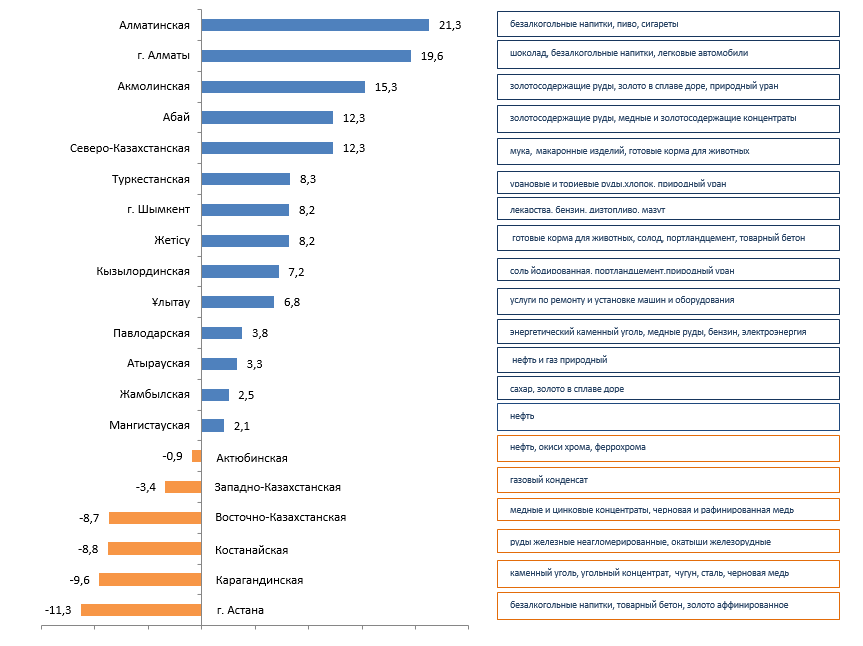 Алматинская 21,3 безалкогольные напитки, пиво, сигареты
г. Алматы 19,6 шоколад, безалкогольные напитки, легковые автомобили
Акмолинская 15,3 золотосодержащие руды, золото в сплаве доре, природный уран
Абай 12,3 золотосодержащие руды, медные и золотосодержащие концентраты
Северо-Казахстанская 12,3 мука, макаронные изделий, готовые корма для животных
Туркестанская 8,3 урановые и ториевые руды,хлопок, природный уран
г. Шымкент 8,2 лекарства, бензин, дизтопливо, мазут
Жетісу 8,2 готовые корма для животных, солод, портландцемент, товарный бетон
Кызылординская 7,2 соль йодированная, портландцемент,природный уран
Ұлытау 6,8 услуги по ремонту и установке машин и оборудования
Павлодарская 3,8 энергетический каменный уголь, медные руды, бензин, электроэнергия
Атырауская 3,3 нефть и газ природный
Жамбылская 2,5 сахар, золото в сплаве доре
Мангистауская 2,1 нефть
-0,9 Актюбинская нефть, окиси хрома, феррохрома
-3,4 Западно-Казахстанская газовый конденсат
-8,7 Восточно-Казахстанская медные и цинковые концентраты, черновая и рафинированная медь
-8,8 Костанайская руды железные неагломерированные, окатыши железорудные
-9,6 Карагандинская каменный уголь, угольный концентрат, чугун, сталь, черновая медь
-11,3 г. Астана безалкогольные напитки, товарный бетон, золото аффинированное